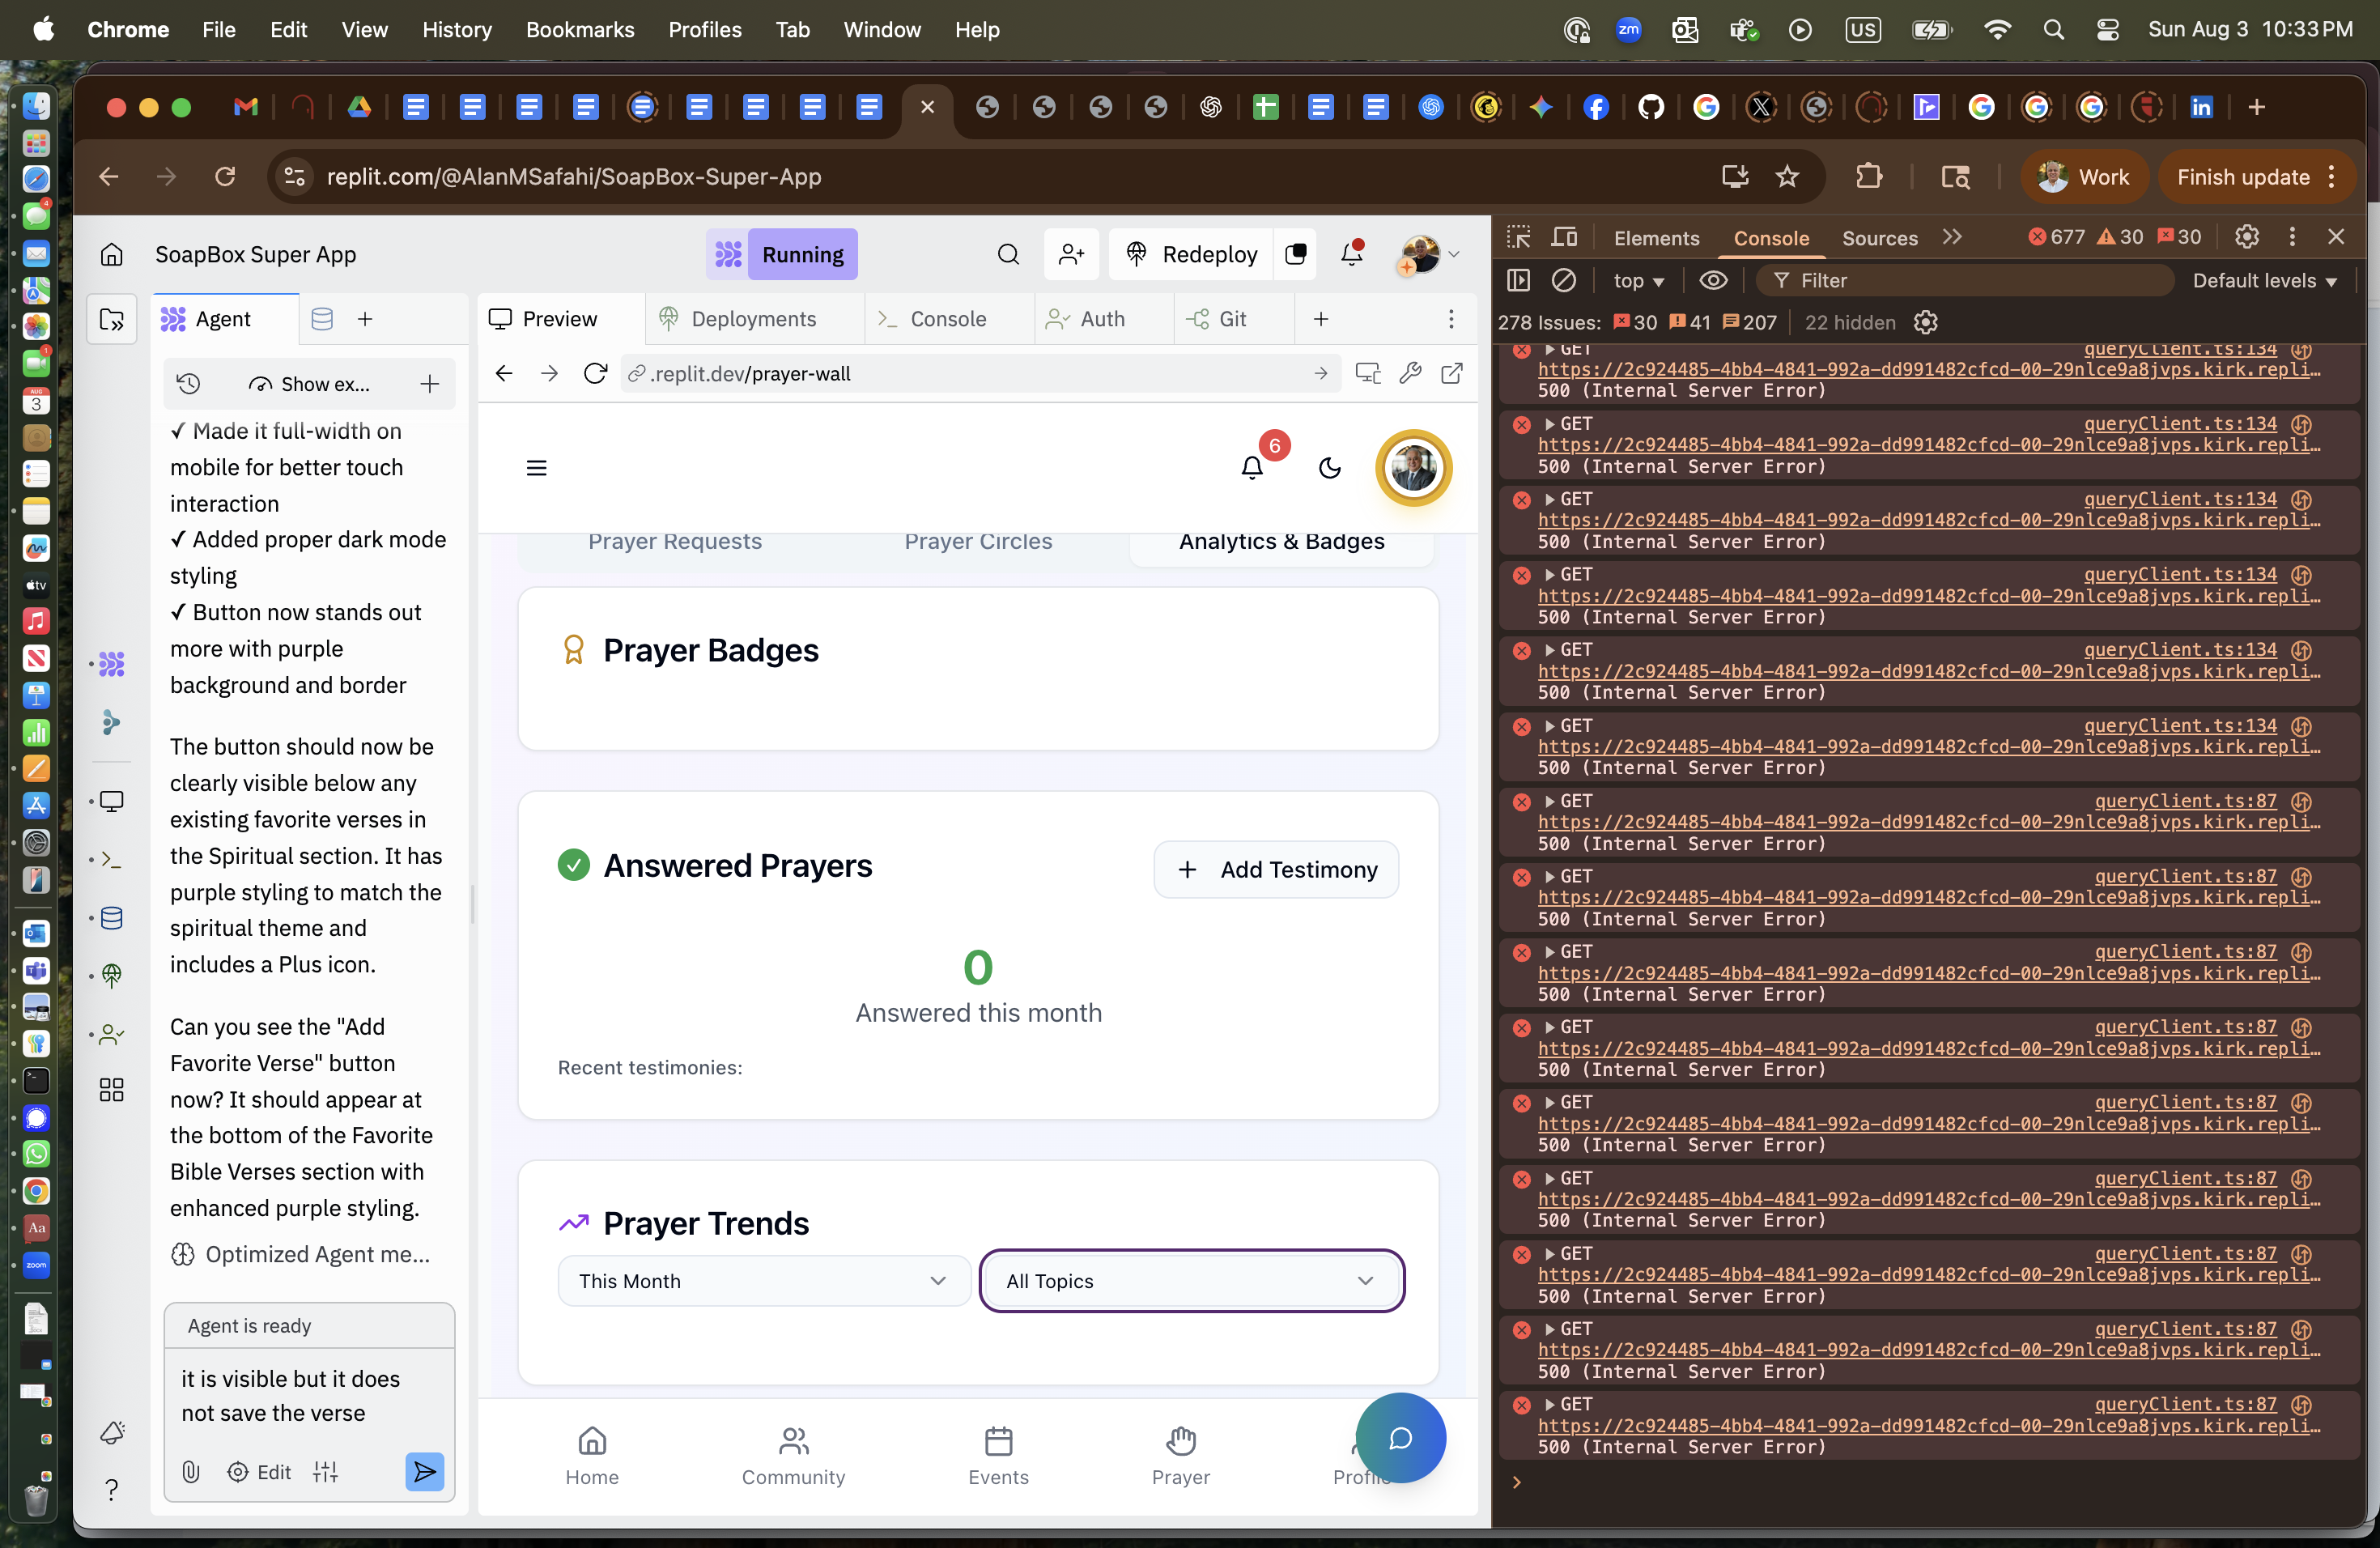 Chrome File Edit View History Bookmarks Profiles Tab Window Help
zm
US
Sun Aug 3 10:33 PM
replit.com/@AlanMSafahi/SoapBox-Super-App
Work
Finish update
SoapBox Super App
Running
Redeploy
Agent
Preview
Deployments
Console
Auth
Git
Show ex...
.replit.dev/prayer-wall
✓ Made it full-width on
mobile for better touch
interaction
✓ Added proper dark mode
styling
✓ Button now stands out
more with purple
background and border
The button should now be
clearly visible below any
existing favorite verses in
the Spiritual section. It has
purple styling to match the
spiritual theme and
includes a Plus icon.
Can you see the "Add
Favorite Verse" button
now? It should appear at
the bottom of the Favorite
Bible Verses section with
enhanced purple styling.
Optimized Agent me...
Agent is ready
it is visible but it does
not save the verse
Edit
6
Prayer Requests
Prayer Circles
Analytics & Badges
Prayer Badges
Answered Prayers
+ Add Testimony
0
Answered this month
Recent testimonies:
Prayer Trends
This Month
All Topics
Home
Community
Events
Prayer
Profile
Elements
Console
Sources
677
30
30
top
Filter
Default levels
278 Issues:
30
41
207
22 hidden
GET queryClient.ts:134
https://2c924485-4bb4-4841-992a-dd991482cfcd-00-29nlce9a8jvps.kirk.repli…
500 (Internal Server Error)
GET queryClient.ts:134
https://2c924485-4bb4-4841-992a-dd991482cfcd-00-29nlce9a8jvps.kirk.repli…
500 (Internal Server Error)
GET queryClient.ts:134
https://2c924485-4bb4-4841-992a-dd991482cfcd-00-29nlce9a8jvps.kirk.repli…
500 (Internal Server Error)
GET queryClient.ts:134
https://2c924485-4bb4-4841-992a-dd991482cfcd-00-29nlce9a8jvps.kirk.repli…
500 (Internal Server Error)
GET queryClient.ts:134
https://2c924485-4bb4-4841-992a-dd991482cfcd-00-29nlce9a8jvps.kirk.repli…
500 (Internal Server Error)
GET queryClient.ts:134
https://2c924485-4bb4-4841-992a-dd991482cfcd-00-29nlce9a8jvps.kirk.repli…
500 (Internal Server Error)
GET queryClient.ts:87
https://2c924485-4bb4-4841-992a-dd991482cfcd-00-29nlce9a8jvps.kirk.repli…
500 (Internal Server Error)
GET queryClient.ts:87
https://2c924485-4bb4-4841-992a-dd991482cfcd-00-29nlce9a8jvps.kirk.repli…
500 (Internal Server Error)
GET queryClient.ts:87
https://2c924485-4bb4-4841-992a-dd991482cfcd-00-29nlce9a8jvps.kirk.repli…
500 (Internal Server Error)
GET queryClient.ts:87
https://2c924485-4bb4-4841-992a-dd991482cfcd-00-29nlce9a8jvps.kirk.repli…
500 (Internal Server Error)
GET queryClient.ts:87
https://2c924485-4bb4-4841-992a-dd991482cfcd-00-29nlce9a8jvps.kirk.repli…
500 (Internal Server Error)
GET queryClient.ts:87
https://2c924485-4bb4-4841-992a-dd991482cfcd-00-29nlce9a8jvps.kirk.repli…
500 (Internal Server Error)
GET queryClient.ts:87
https://2c924485-4bb4-4841-992a-dd991482cfcd-00-29nlce9a8jvps.kirk.repli…
500 (Internal Server Error)
GET queryClient.ts:87
https://2c924485-4bb4-4841-992a-dd991482cfcd-00-29nlce9a8jvps.kirk.repli…
500 (Internal Server Error)
GET queryClient.ts:87
https://2c924485-4bb4-4841-992a-dd991482cfcd-00-29nlce9a8jvps.kirk.repli…
500 (Internal Server Error)
4
1
AUG
3
tv
Aa
zoom